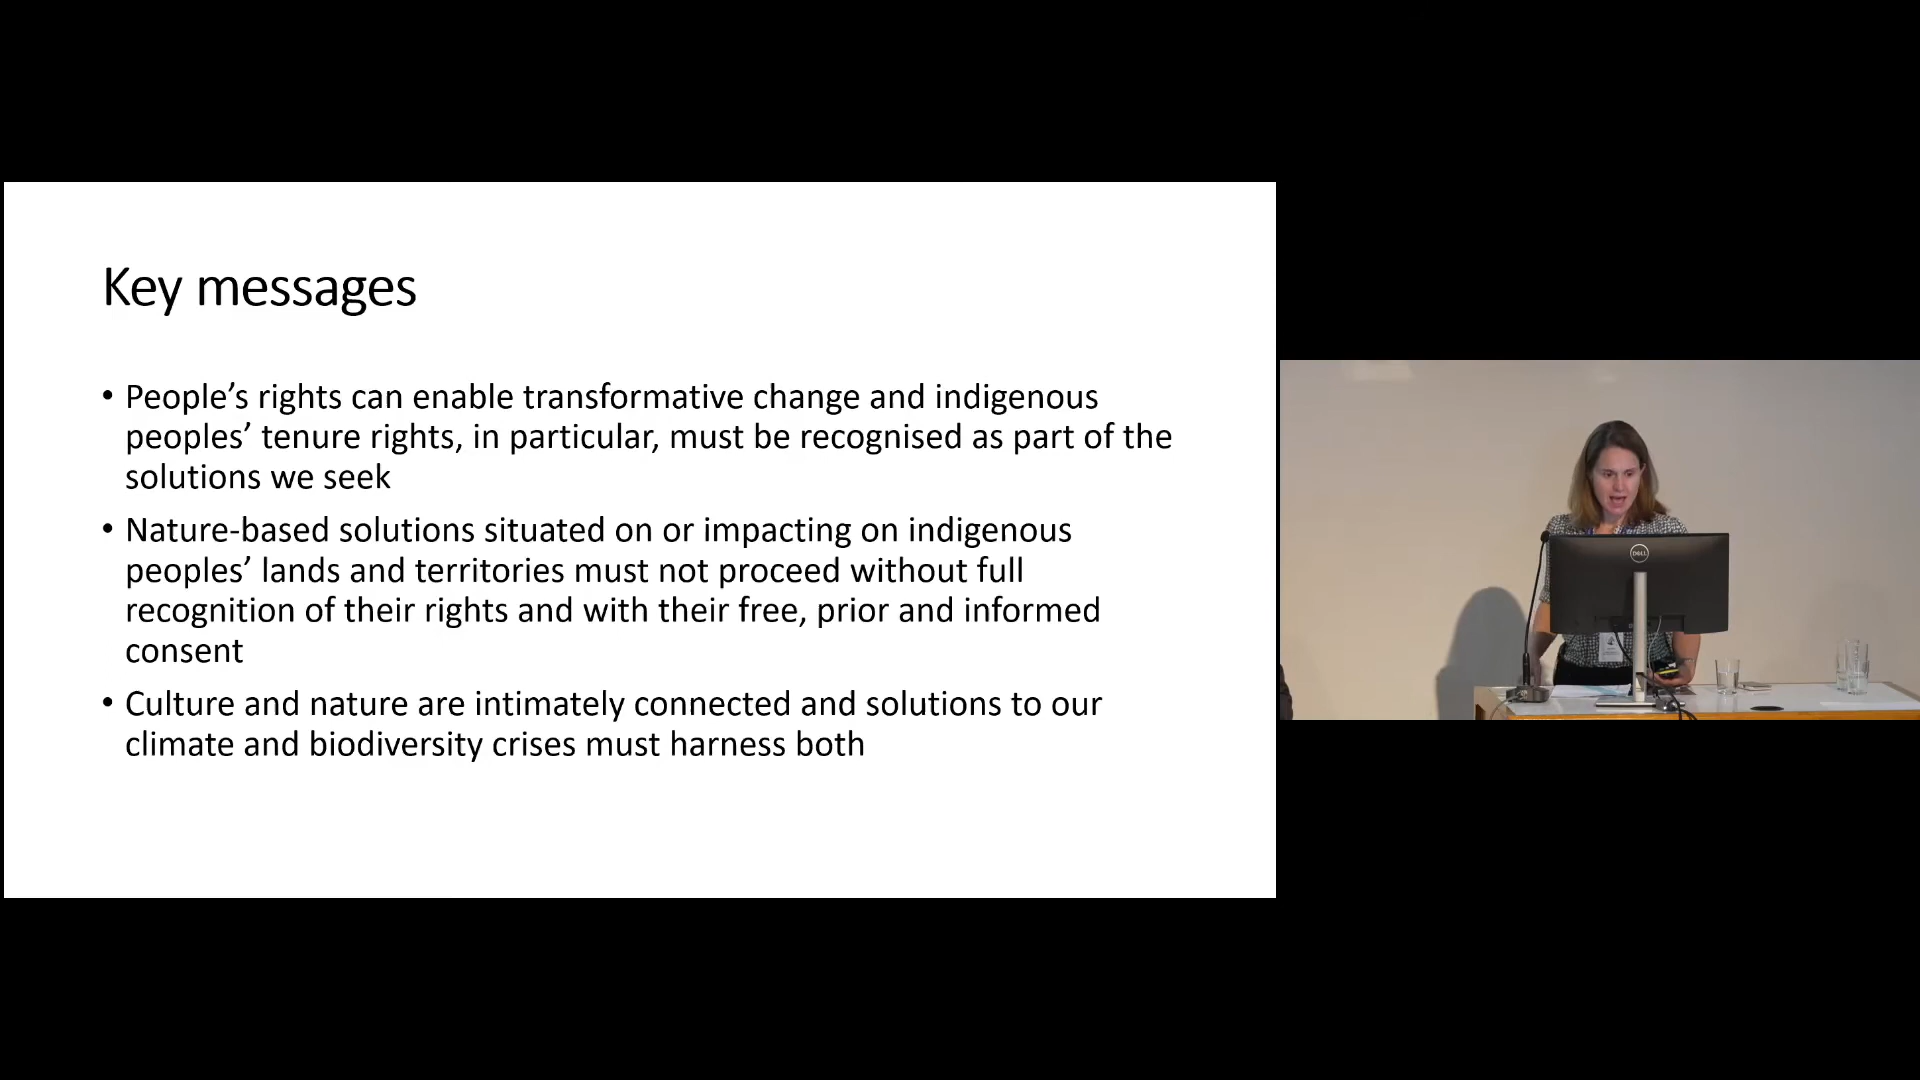 Key messages
• People’s rights can enable transformative change and indigenous
peoples’ tenure rights, in particular, must be recognised as part of the
solutions we seek
• Nature-based solutions situated on or impacting on indigenous
peoples’ lands and territories must not proceed without full
recognition of their rights and with their free, prior and informed
consent
• Culture and nature are intimately connected and solutions to our
climate and biodiversity crises must harness both
DELL